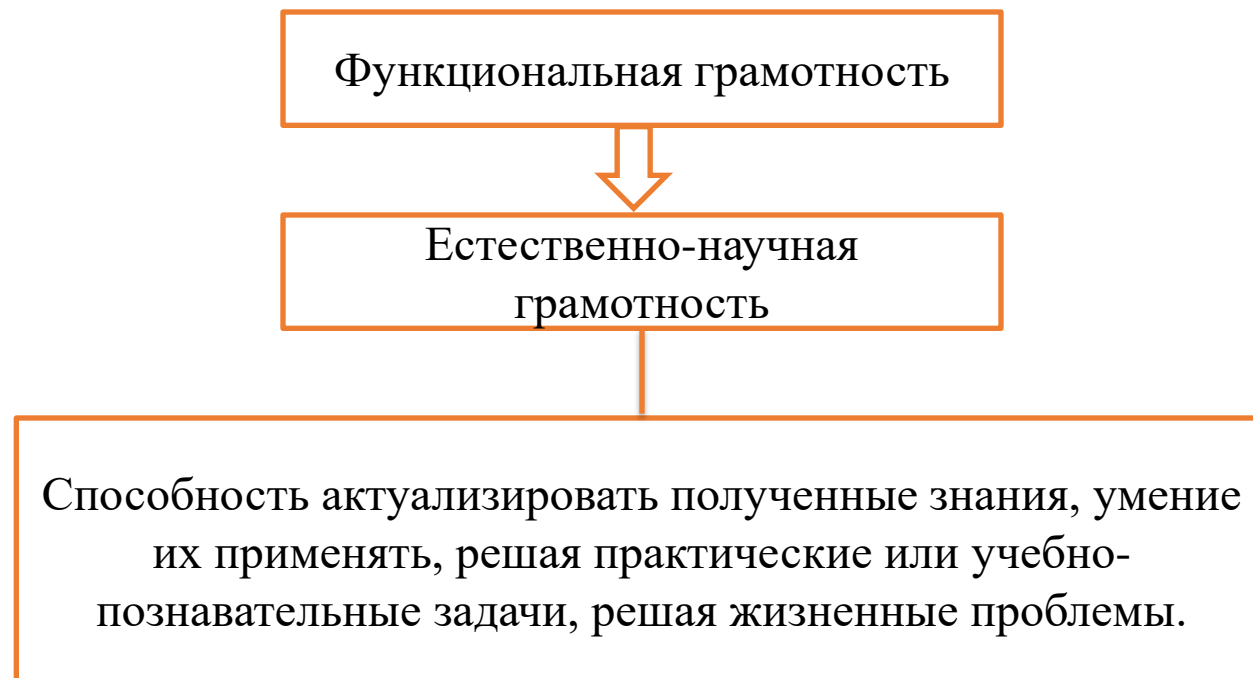 Функциональная грамотность
Естественно-научная
грамотность
Способность актуализировать полученные знания, умение
их применять, решая практические или учебно-
познавательные задачи, решая жизненные проблемы.